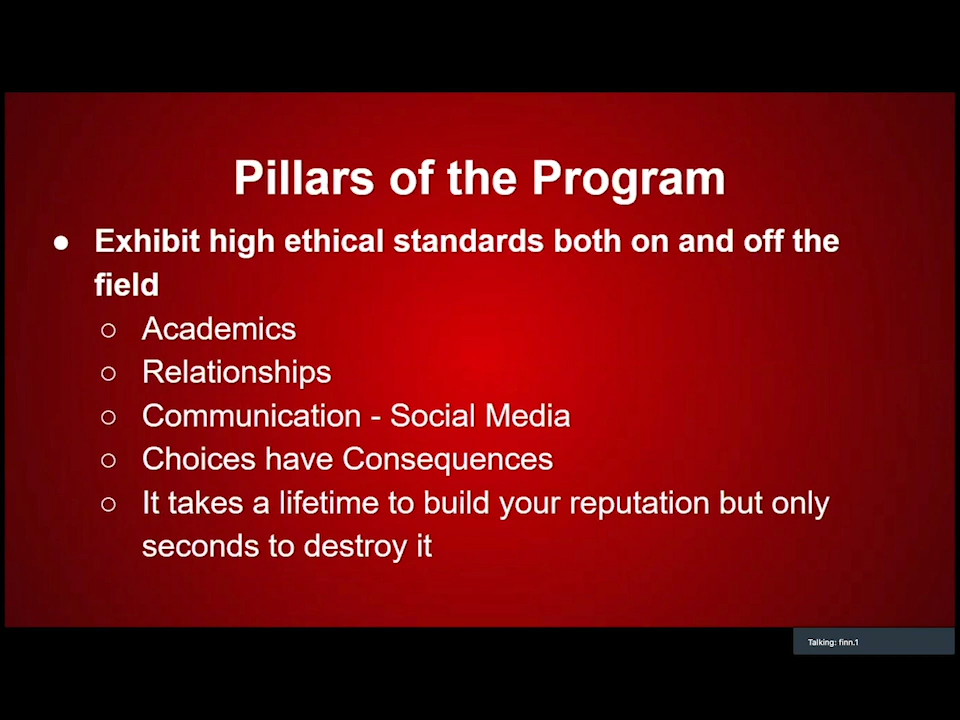 Pillars of the Program
● Exhibit high ethical standards both on and off the
field
○ Academics
○ Relationships
○ Communication - Social Media
○ Choices have Consequences
○ It takes a lifetime to build your reputation but only
seconds to destroy it
Talking: finn.1